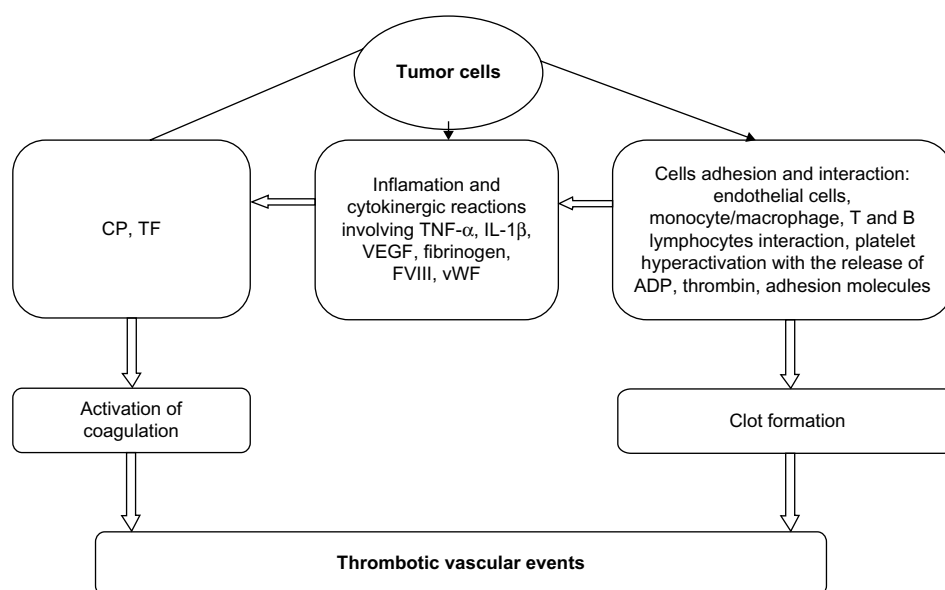 Tumor cells
CP, TF
Inflamation and
cytokinergic reactions
involving TNF-α, IL-1β,
VEGF, fibrinogen,
FVIII, vWF
Cells adhesion and interaction:
endothelial cells,
monocyte/macrophage, T and B
lymphocytes interaction, platelet
hyperactivation with the release of
ADP, thrombin, adhesion molecules
Activation of
coagulation
Clot formation
Thrombotic vascular events